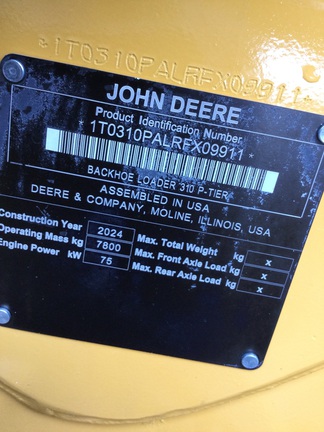 *1T0310PALRFX09911*
JOHN DEERE
Product Identification Number
*1T0310PALRFX09911*
BACKHOE LOADER 310 P-TIER
ASSEMBLED IN USA
DEERE & COMPANY, MOLINE, ILLINOIS, USA
Construction Year 2024 Max. Total Weight kg x
Operating Mass kg 7800 Max. Front Axle Load kg x
Engine Power kW 75 Max. Rear Axle Load kg x